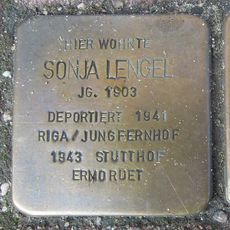 HIER WOHNTE
SONJA LENGEL
JG. 1903
DEPORTIERT 1941
RIGA/JUNGFERNHOF
1943 STUTTHOF
ERMORDET